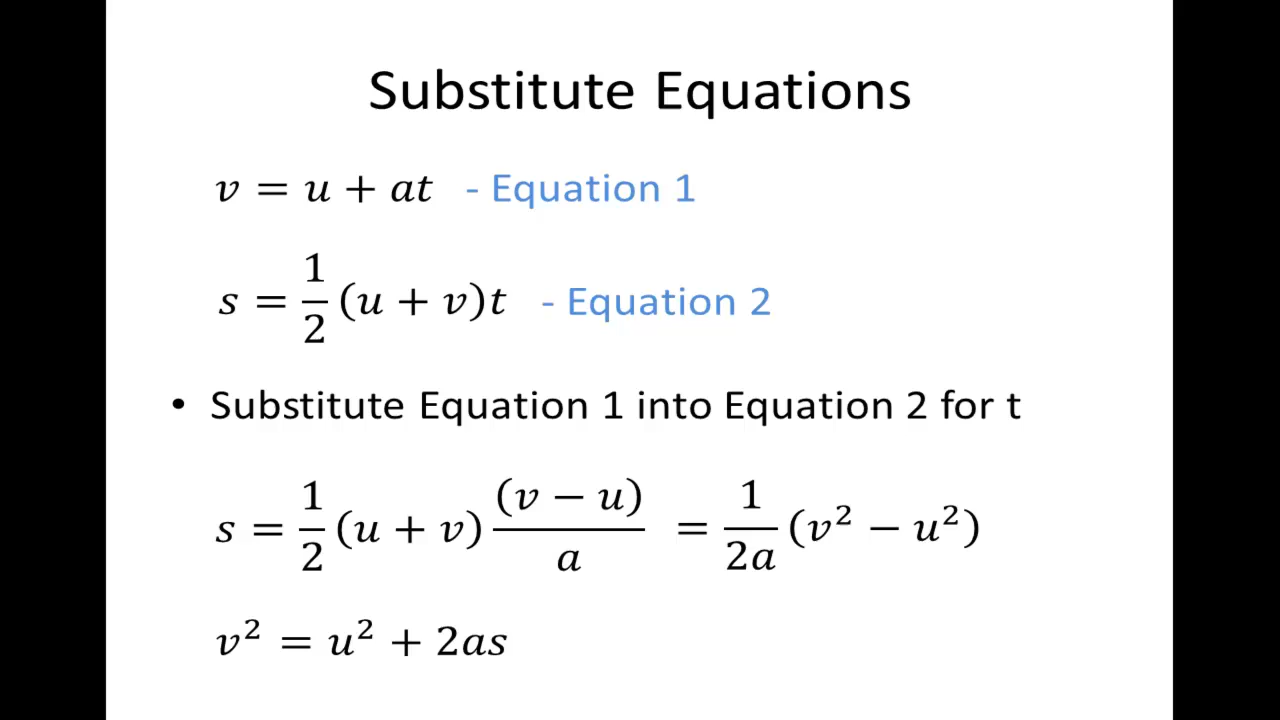 Substitute Equations
v = u + at - Equation 1
s = 1/2 (u + v)t - Equation 2
• Substitute Equation 1 into Equation 2 for t
s = 1/2 (u + v) (v − u)/a = 1/2a (v² − u²)
v² = u² + 2as